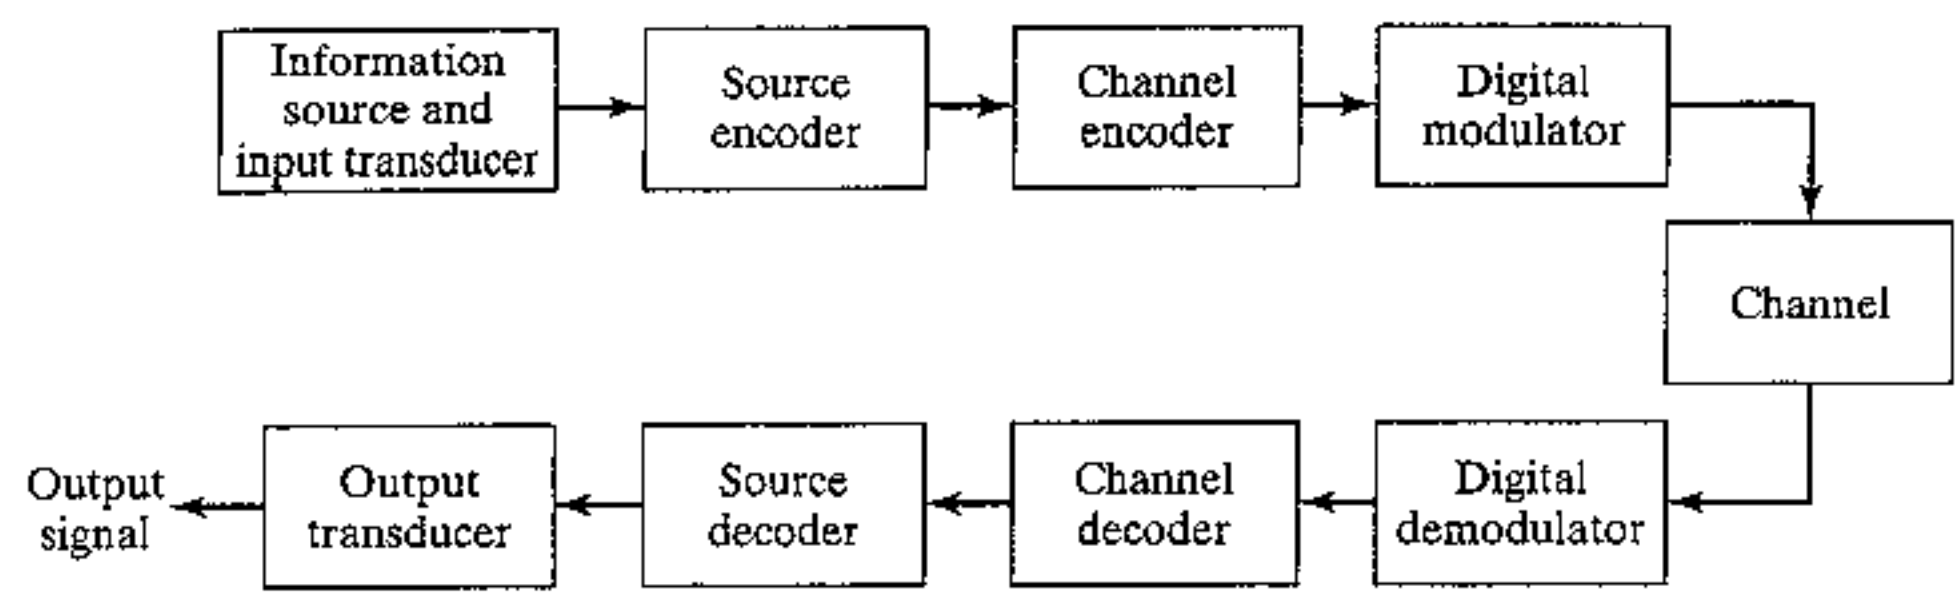 Information
source and
input transducer
Source
encoder
Channel
encoder
Digital
modulator
Channel
Output
signal
Output
transducer
Source
decoder
Channel
decoder
Digital
demodulator